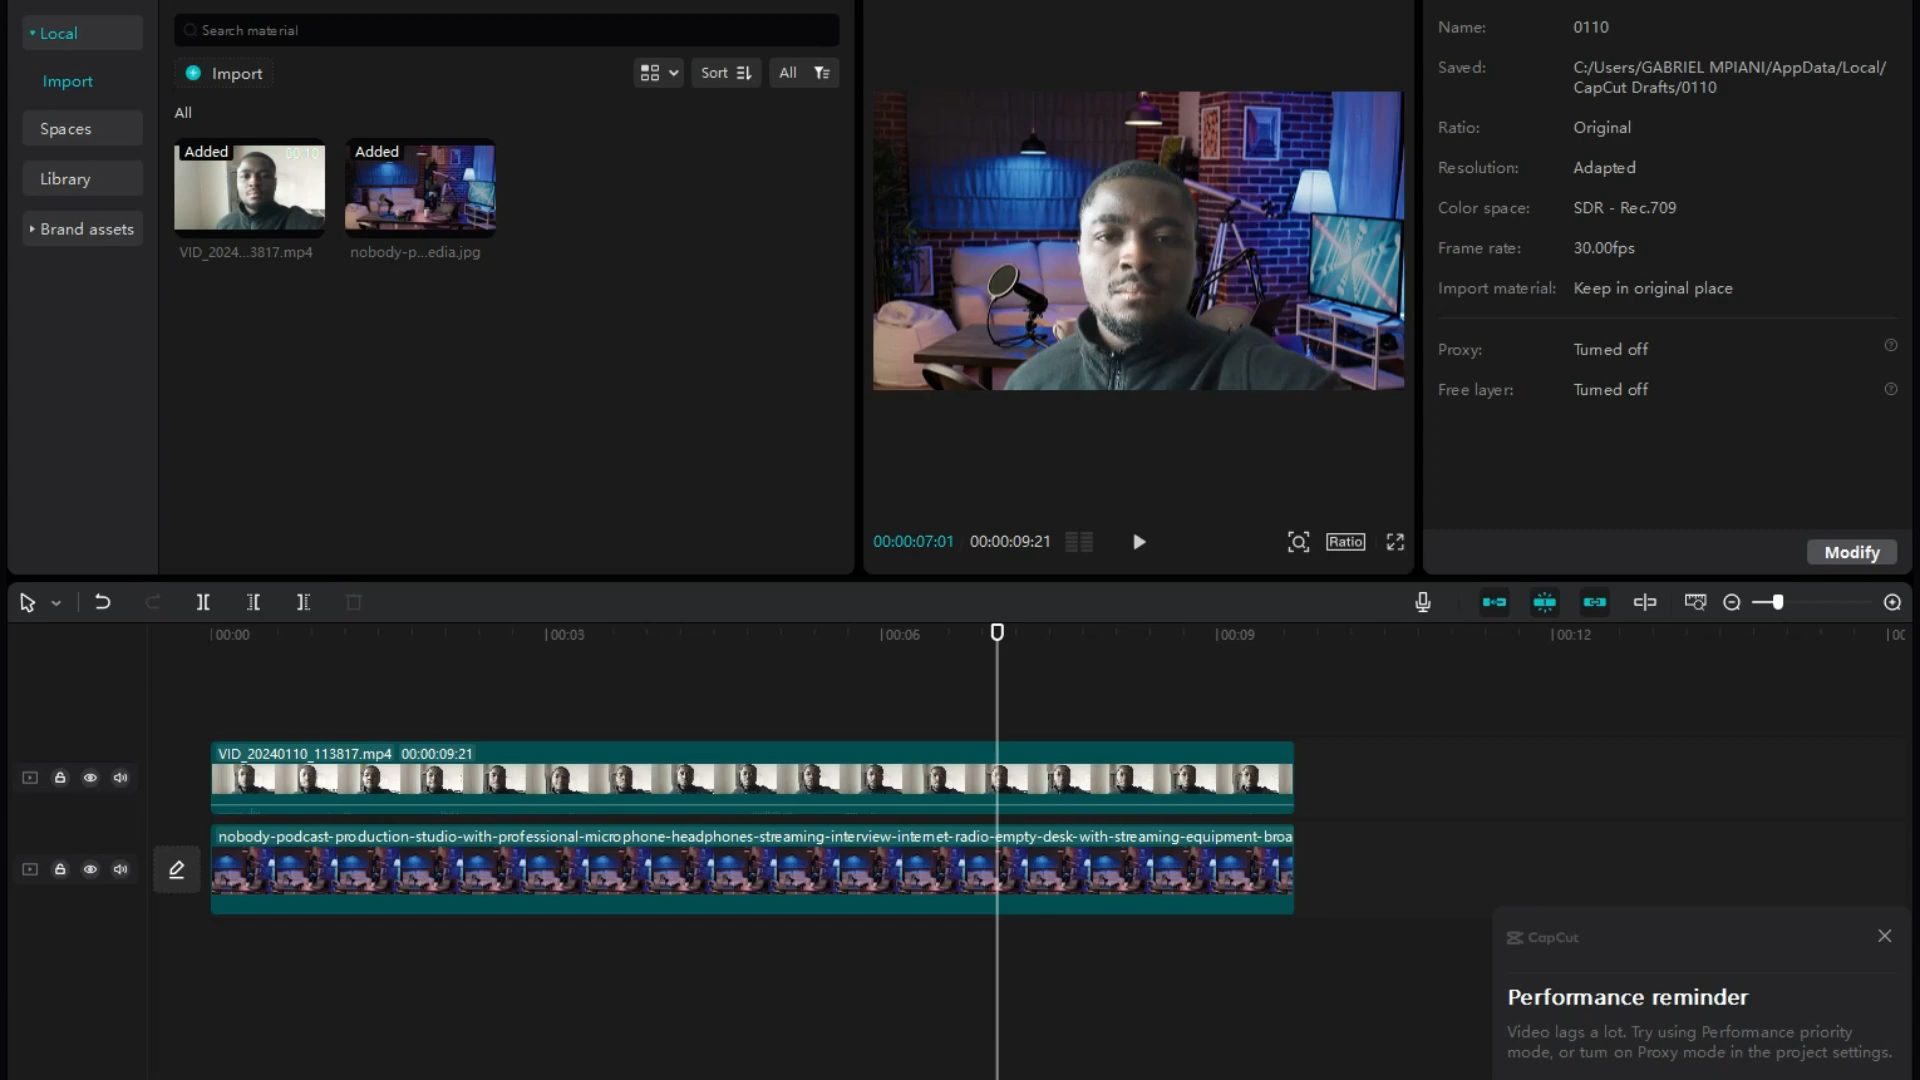 Local
Import
Spaces
Library
Brand assets
Search material
Import
Sort
All
All
Added
00:10
Added
VID_2024...3817.mp4
nobody-p...edia.jpg
00:00:07:01
00:00:09:21
Ratio
Name:
0110
Saved:
C:/Users/GABRIEL MPIANI/AppData/Local/
CapCut Drafts/0110
Ratio:
Original
Resolution:
Adapted
Color space:
SDR - Rec.709
Frame rate:
30.00fps
Import material:
Keep in original place
Proxy:
Turned off
Free layer:
Turned off
Modify
00:00
00:03
00:06
00:09
00:12
VID_20240110_113817.mp4 00:00:09:21
nobody-podcast-production-studio-with-professional-microphone-headphones-streaming-interview-internet-radio-empty-desk-with-streaming-equipment-broa
CapCut
Performance reminder
Video lags a lot. Try using Performance priority
mode, or turn on Proxy mode in the project settings.